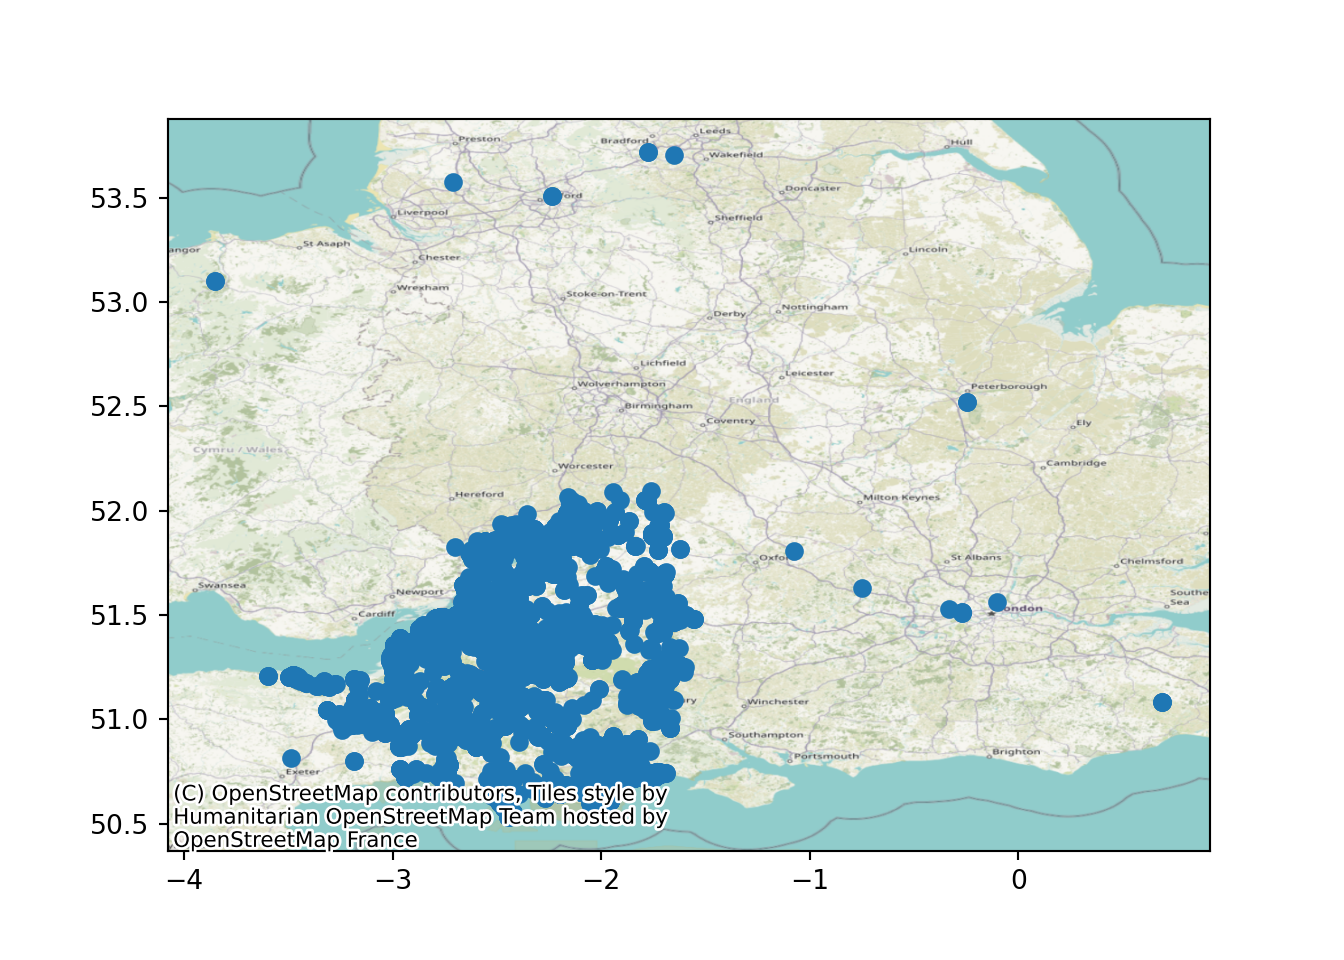 Preston
Leeds
Bradford
Hull
Wakefield
Doncaster
ford
Liverpool
Sheffield
St Asaph
angor
Lincoln
Chester
Wrexham
Stoke-on-Trent
Nottingham
Derby
Lichfield
Leicester
Wolverhampton
Peterborough
England
Birmingham
Coventry
Ely
Cymru / Wales
Worcester
Cambridge
Hereford
Milton Keynes
Oxfo
St Albans
Chelmsford
Swansea
Newport
Southe
Sea
Cardiff
ondon
ry
Winchester
Southampton
Portsmouth
Brighton
Exeter
(C) OpenStreetMap contributors, Tiles style by
Humanitarian OpenStreetMap Team hosted by
OpenStreetMap France
53.5
53.0
52.5
52.0
51.5
51.0
50.5
−4
−3
−2
−1
0